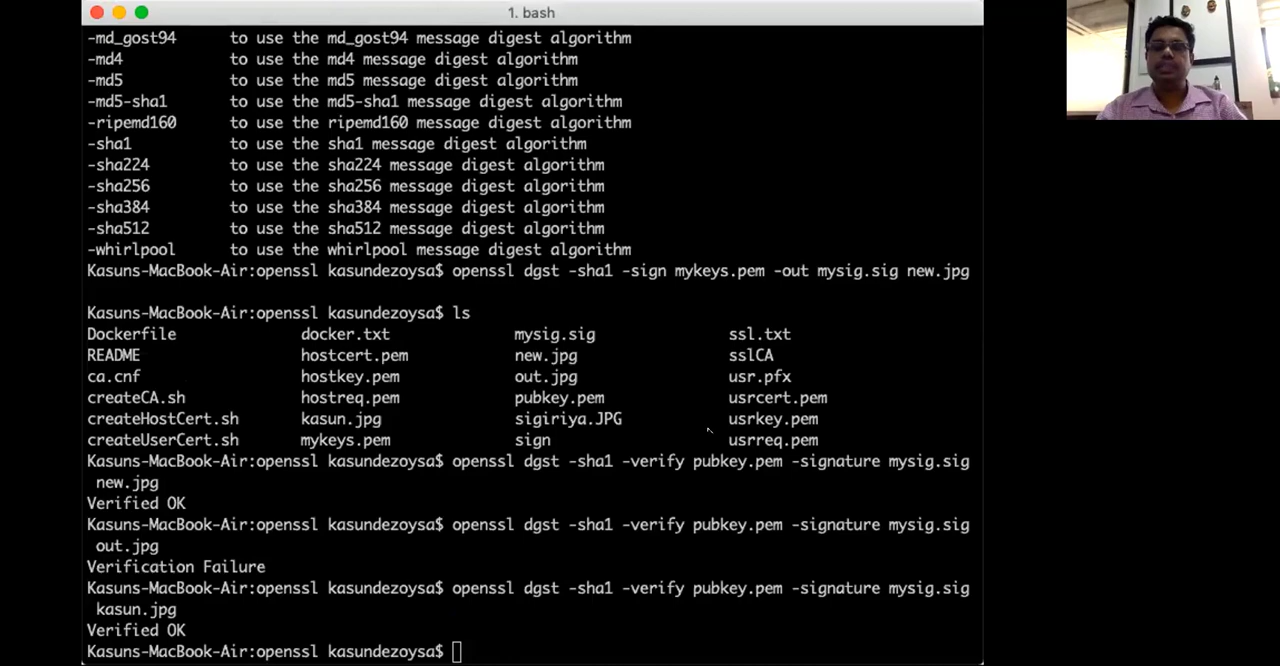 1. bash
-md_gost94 to use the md_gost94 message digest algorithm
-md4 to use the md4 message digest algorithm
-md5 to use the md5 message digest algorithm
-md5-sha1 to use the md5-sha1 message digest algorithm
-ripemd160 to use the ripemd160 message digest algorithm
-sha1 to use the sha1 message digest algorithm
-sha224 to use the sha224 message digest algorithm
-sha256 to use the sha256 message digest algorithm
-sha384 to use the sha384 message digest algorithm
-sha512 to use the sha512 message digest algorithm
-whirlpool to use the whirlpool message digest algorithm
Kasuns-MacBook-Air:openssl kasundezoysa$ openssl dgst -sha1 -sign mykeys.pem -out mysig.sig new.jpg
Kasuns-MacBook-Air:openssl kasundezoysa$ ls
Dockerfile docker.txt mysig.sig ssl.txt
README hostcert.pem new.jpg sslCA
ca.cnf hostkey.pem out.jpg usr.pfx
createCA.sh hostreq.pem pubkey.pem usrcert.pem
createHostCert.sh kasun.jpg sigiriya.JPG usrkey.pem
createUserCert.sh mykeys.pem sign usrreq.pem
Kasuns-MacBook-Air:openssl kasundezoysa$ openssl dgst -sha1 -verify pubkey.pem -signature mysig.sig
new.jpg
Verified OK
Kasuns-MacBook-Air:openssl kasundezoysa$ openssl dgst -sha1 -verify pubkey.pem -signature mysig.sig
out.jpg
Verification Failure
Kasuns-MacBook-Air:openssl kasundezoysa$ openssl dgst -sha1 -verify pubkey.pem -signature mysig.sig
kasun.jpg
Verified OK
Kasuns-MacBook-Air:openssl kasundezoysa$